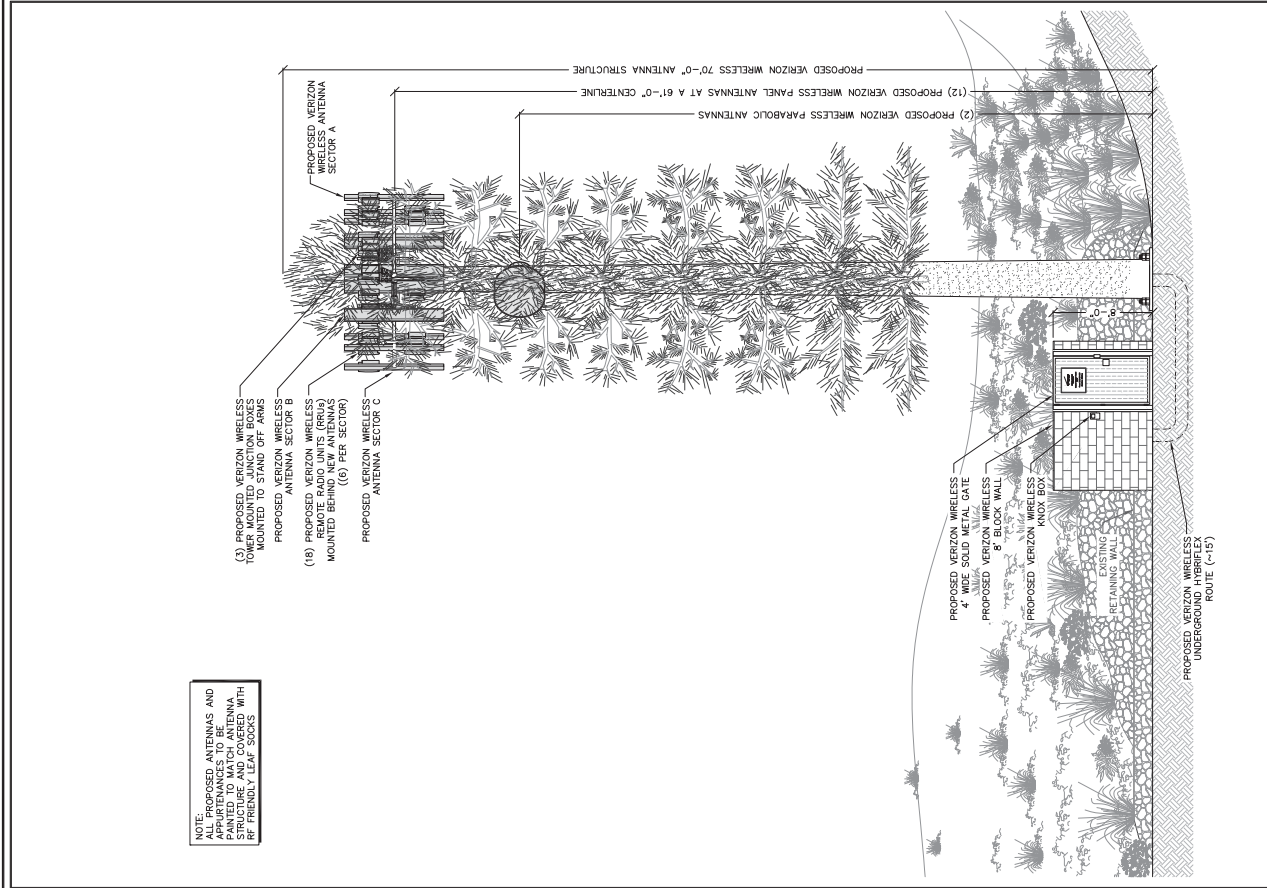 NOTE:
ALL PROPOSED ANTENNAS AND
APPURTENANCES TO BE
PAINTED TO MATCH ANTENNA
STRUCTURE AND COVERED WITH
RF FRIENDLY LEAF SOCKS
(3) PROPOSED VERIZON WIRELESS
TOWER MOUNTED JUNCTION BOXES
MOUNTED TO STAND OFF ARMS
PROPOSED VERIZON WIRELESS
ANTENNA SECTOR B
(18) PROPOSED VERIZON WIRELESS
REMOTE RADIO UNITS (RRUs)
MOUNTED BEHIND NEW ANTENNAS
((6) PER SECTOR)
PROPOSED VERIZON WIRELESS
ANTENNA SECTOR C
PROPOSED VERIZON
WIRELESS ANTENNA
SECTOR A
PROPOSED VERIZON WIRELESS 70'-0" ANTENNA STRUCTURE
(12) PROPOSED VERIZON WIRELESS PANEL ANTENNAS AT A 61'-0" CENTERLINE
(2) PROPOSED VERIZON WIRELESS PARABOLIC ANTENNAS
PROPOSED VERIZON WIRELESS
4' WIDE SOLID METAL GATE
PROPOSED VERIZON WIRELESS
8' BLOCK WALL
PROPOSED VERIZON WIRELESS
KNOX BOX
8'-0"
EXISTING
RETAINING WALL
PROPOSED VERIZON WIRELESS
UNDERGROUND HYBRIFLEX
ROUTE (~15')